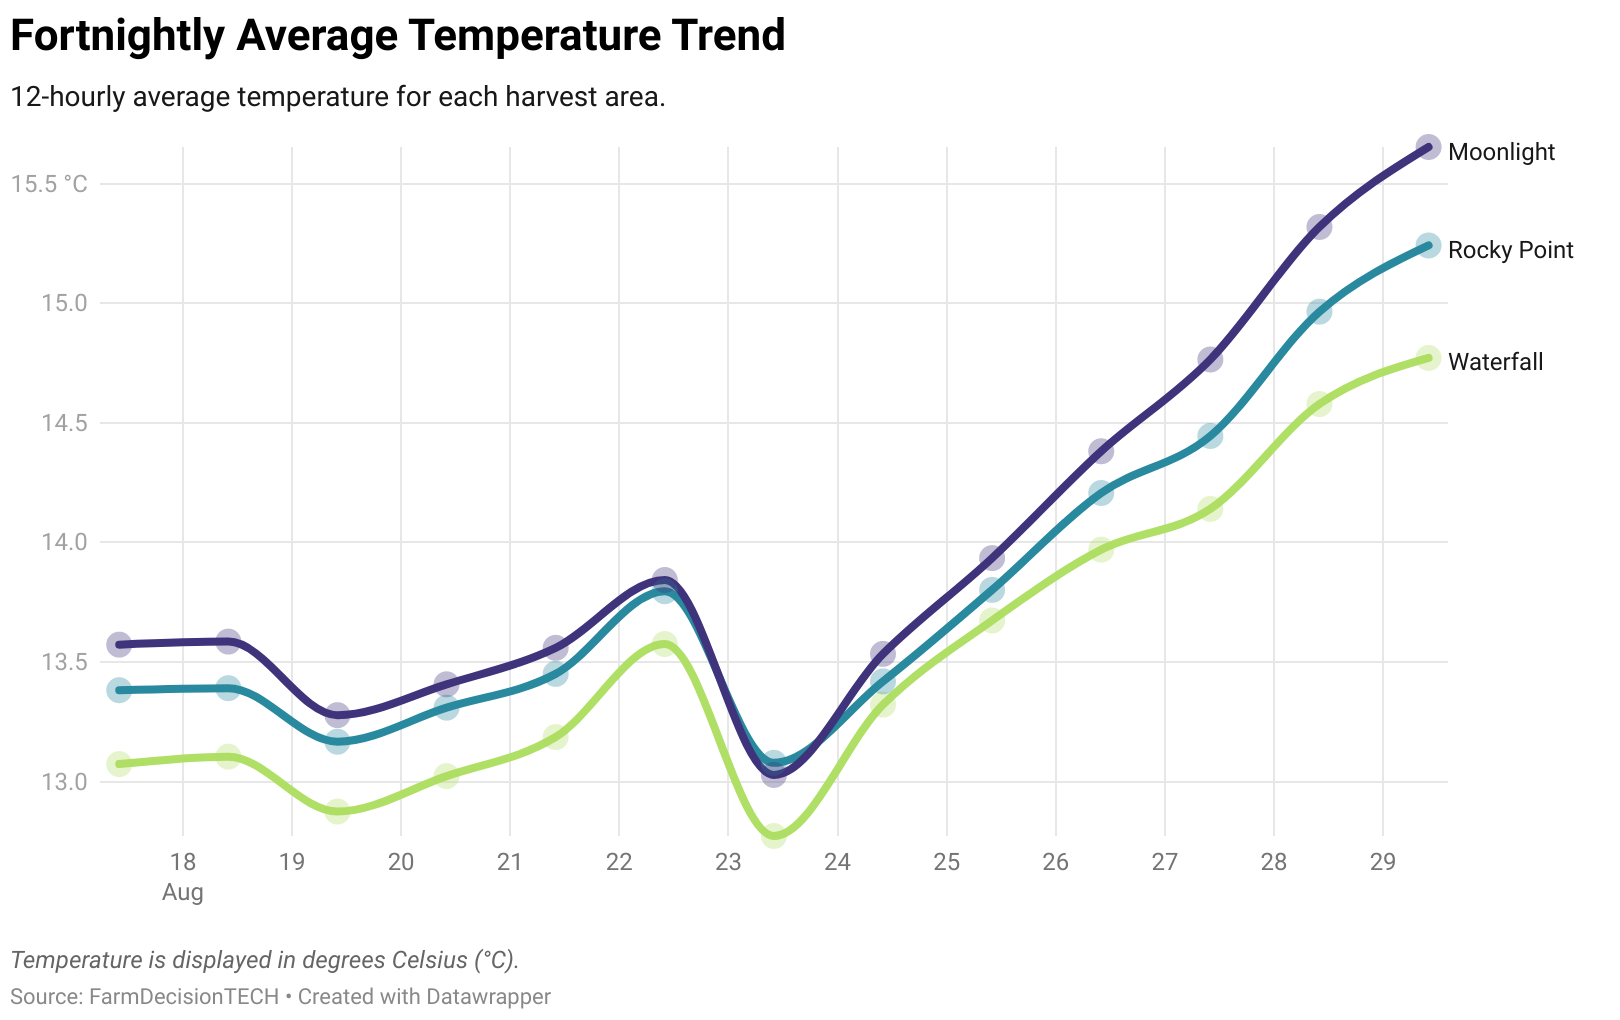 Fortnightly Average Temperature Trend
12-hourly average temperature for each harvest area.
Moonlight
15.5 °C
Rocky Point
15.0
Waterfall
14.5
14.0
13.5
13.0
18 19 20 21 22 23 24 25 26 27 28 29
Aug
Temperature is displayed in degrees Celsius (°C).
Source: FarmDecisionTECH • Created with Datawrapper